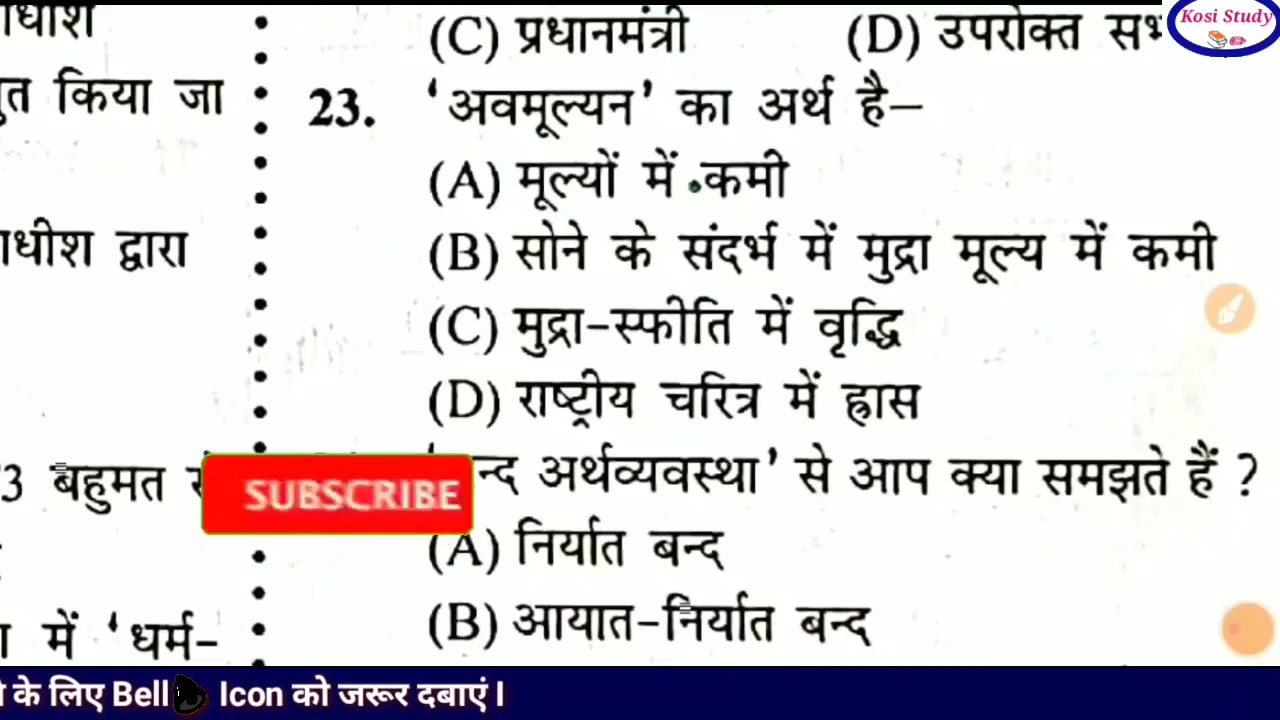 किया जा
द्वारा
3 बहुमत
में ‘धर्म–
(C) प्रधानमंत्री (D) उपरोक्त
Kosi Study
23. ‘अवमूल्यन’ का अर्थ है–
(A) मूल्यों में कमी
(B) सोने के संदर्भ में मुद्रा मूल्य में कमी
(C) मुद्रा-स्फीति में वृद्धि
(D) राष्ट्रीय चरित्र में ह्रास
अर्थव्यवस्था’ से आप क्या समझते हैं ?
SUBSCRIBE
(A) निर्यात बन्द
(B) आयात-निर्यात बन्द
के लिए Bell Icon को जरूर दबाएं I